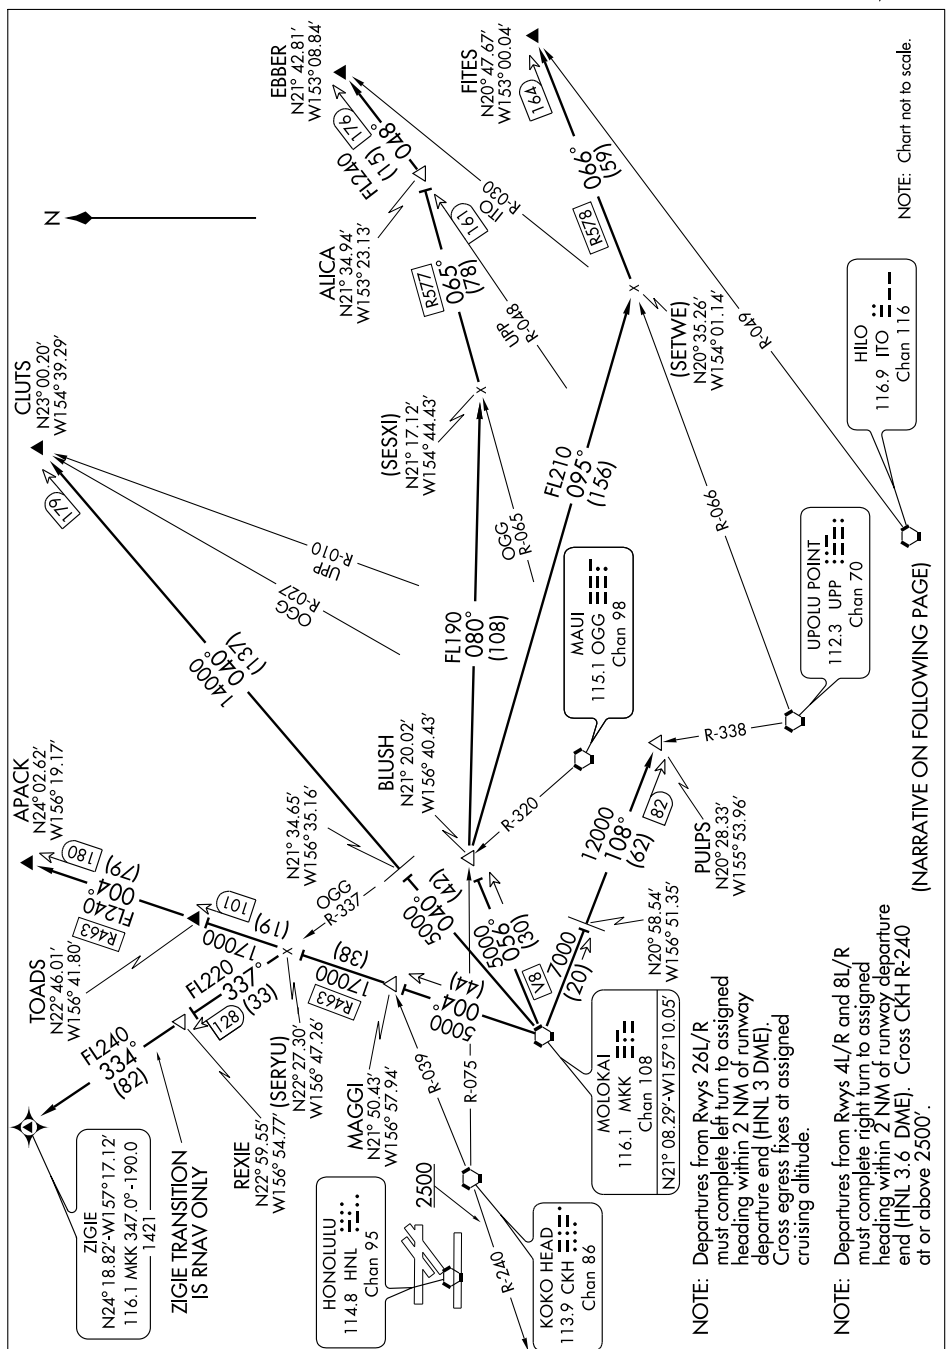 EBBER
N21° 42.81'
W153° 08.84'
FITES
N20° 47.67'
W153° 00.04'
NOTE: Chart not to scale.
N
176
048°
FL240
(15)
164
066°
(59)
R578
ITO
R-030
161
ALICA
N21° 34.94'
W153° 23.13'
R577
065°
(78)
UPP
R-048
CLUTS
N23° 00.20'
W154° 39.29'
179
(SETWE)
N20° 35.26'
W154° 01.14'
R-049
HILO
116.9 ITO
Chan 116
(SESXI)
N21° 17.12'
W154° 44.43'
FL210
095°
(156)
OGG
R-065
R-066
UPP
R-010
OGG
R-027
14000
040°
(137)
FL190
080°
(108)
MAUI
115.1 OGG
Chan 98
UPOLU POINT
112.3 UPP
Chan 70
(NARRATIVE ON FOLLOWING PAGE)
APACK
N24° 02.62'
W156° 19.17'
180
(79)
004°
FL240
R463
BLUSH
N21° 20.02'
W156° 40.43'
N21° 34.65'
W156° 35.16'
R-320
R-338
82
PULPS
N20° 28.33'
W155° 53.96'
12000
108°
(62)
TOADS
N22° 46.01'
W156° 41.80'
101
(19)
17000
OGG
R-337
(42)
040°
5000
5000
056°
(30)
V8
7000
(20)
N20° 58.54'
W156° 51.35'
FL220
337°
(33)
128
(SERYU)
N22° 27.30'
W156° 47.26'
(38)
17000
R463
(44)
004°
5000
FL240
334°
(82)
REXIE
N22° 59.55'
W156° 54.77'
MAGGI
N21° 50.43'
W156° 57.94'
R-039
R-075
MOLOKAI
116.1 MKK
Chan 108
N21° 08.29'-W157° 10.05'
ZIGIE
N24° 18.82'-W157° 17.12'
116.1 MKK 347.0°-190.0
1421
ZIGIE TRANSITION
IS RNAV ONLY
HONOLULU
114.8 HNL
Chan 95
2500
R-240
KOKO HEAD
113.9 CKH
Chan 86
NOTE: Departures from Rwys 26L/R
must complete left turn to assigned
heading within 2 NM of runway
departure end (HNL 3 DME).
Cross egress fixes at assigned
cruising altitude.
NOTE: Departures from Rwys 4L/R and 8L/R
must complete right turn to assigned
heading within 2 NM of runway departure
end (HNL 3.6 DME). Cross CKH R-240
at or above 2500'.